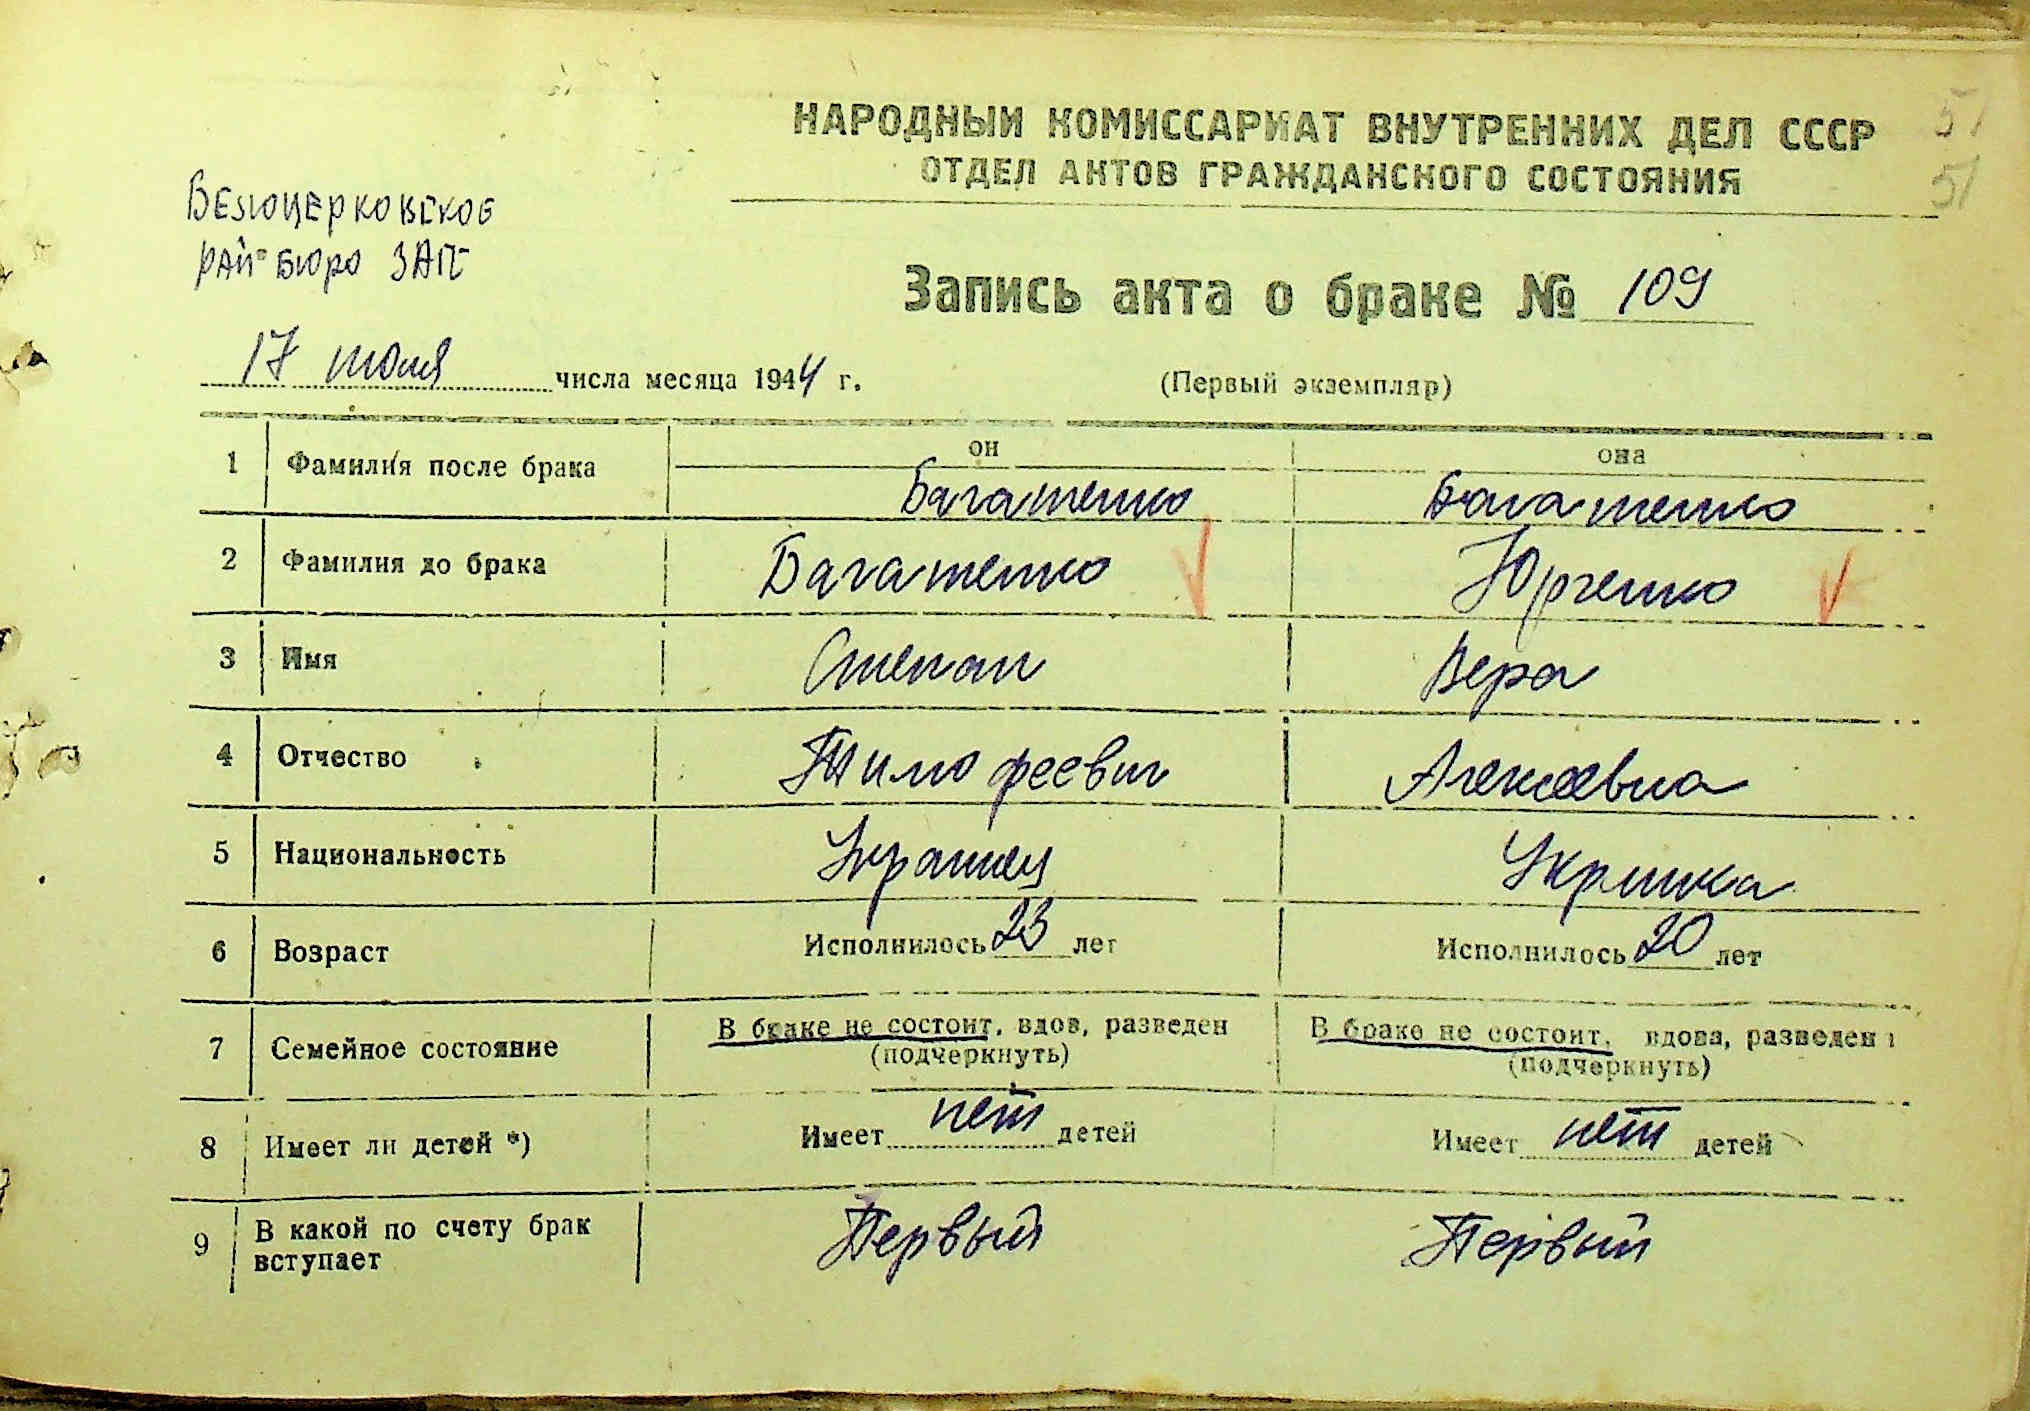 НАРОДНЫЙ КОМИССАРИАТ ВНУТРЕННИХ ДЕЛ СССР
ОТДЕЛ АКТОВ ГРАЖДАНСКОГО СОСТОЯНИЯ
51
51
Белоцерковское
рай-бюро ЗАГС
Запись акта о браке № 109
17 июля числа месяца 1944 г.
(Первый экземпляр)
он она
1 Фамилия после брака Багатенко Багатенко
2 Фамилия до брака Багатенко Юрченко
3 Имя Степан Вера
4 Отчество Тимофеевич Алексеевна
5 Национальность Украинец Укринка
6 Возраст Исполнилось 23 лет Исполнилось 20 лет
7 Семейное состояние В браке не состоит, вдов, разведен В браке не состоит, вдова, разведен
(подчеркнуть) (подчеркнуть)
8 Имеет ли детей *) Имеет нет детей Имеет нет детей
9 В какой по счету брак вступает Первый Первый